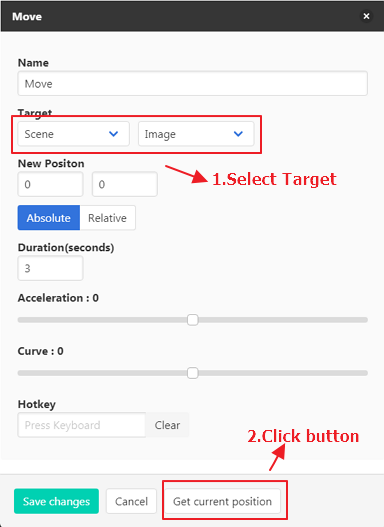 Move
×
Name
Move
Target
Scene Image
New Positon
0 0
1.Select Target
Absolute Relative
Duration(seconds)
3
Acceleration : 0
Curve : 0
Hotkey
Press Keyboard Clear
2.Click button
Save changes Cancel Get current position